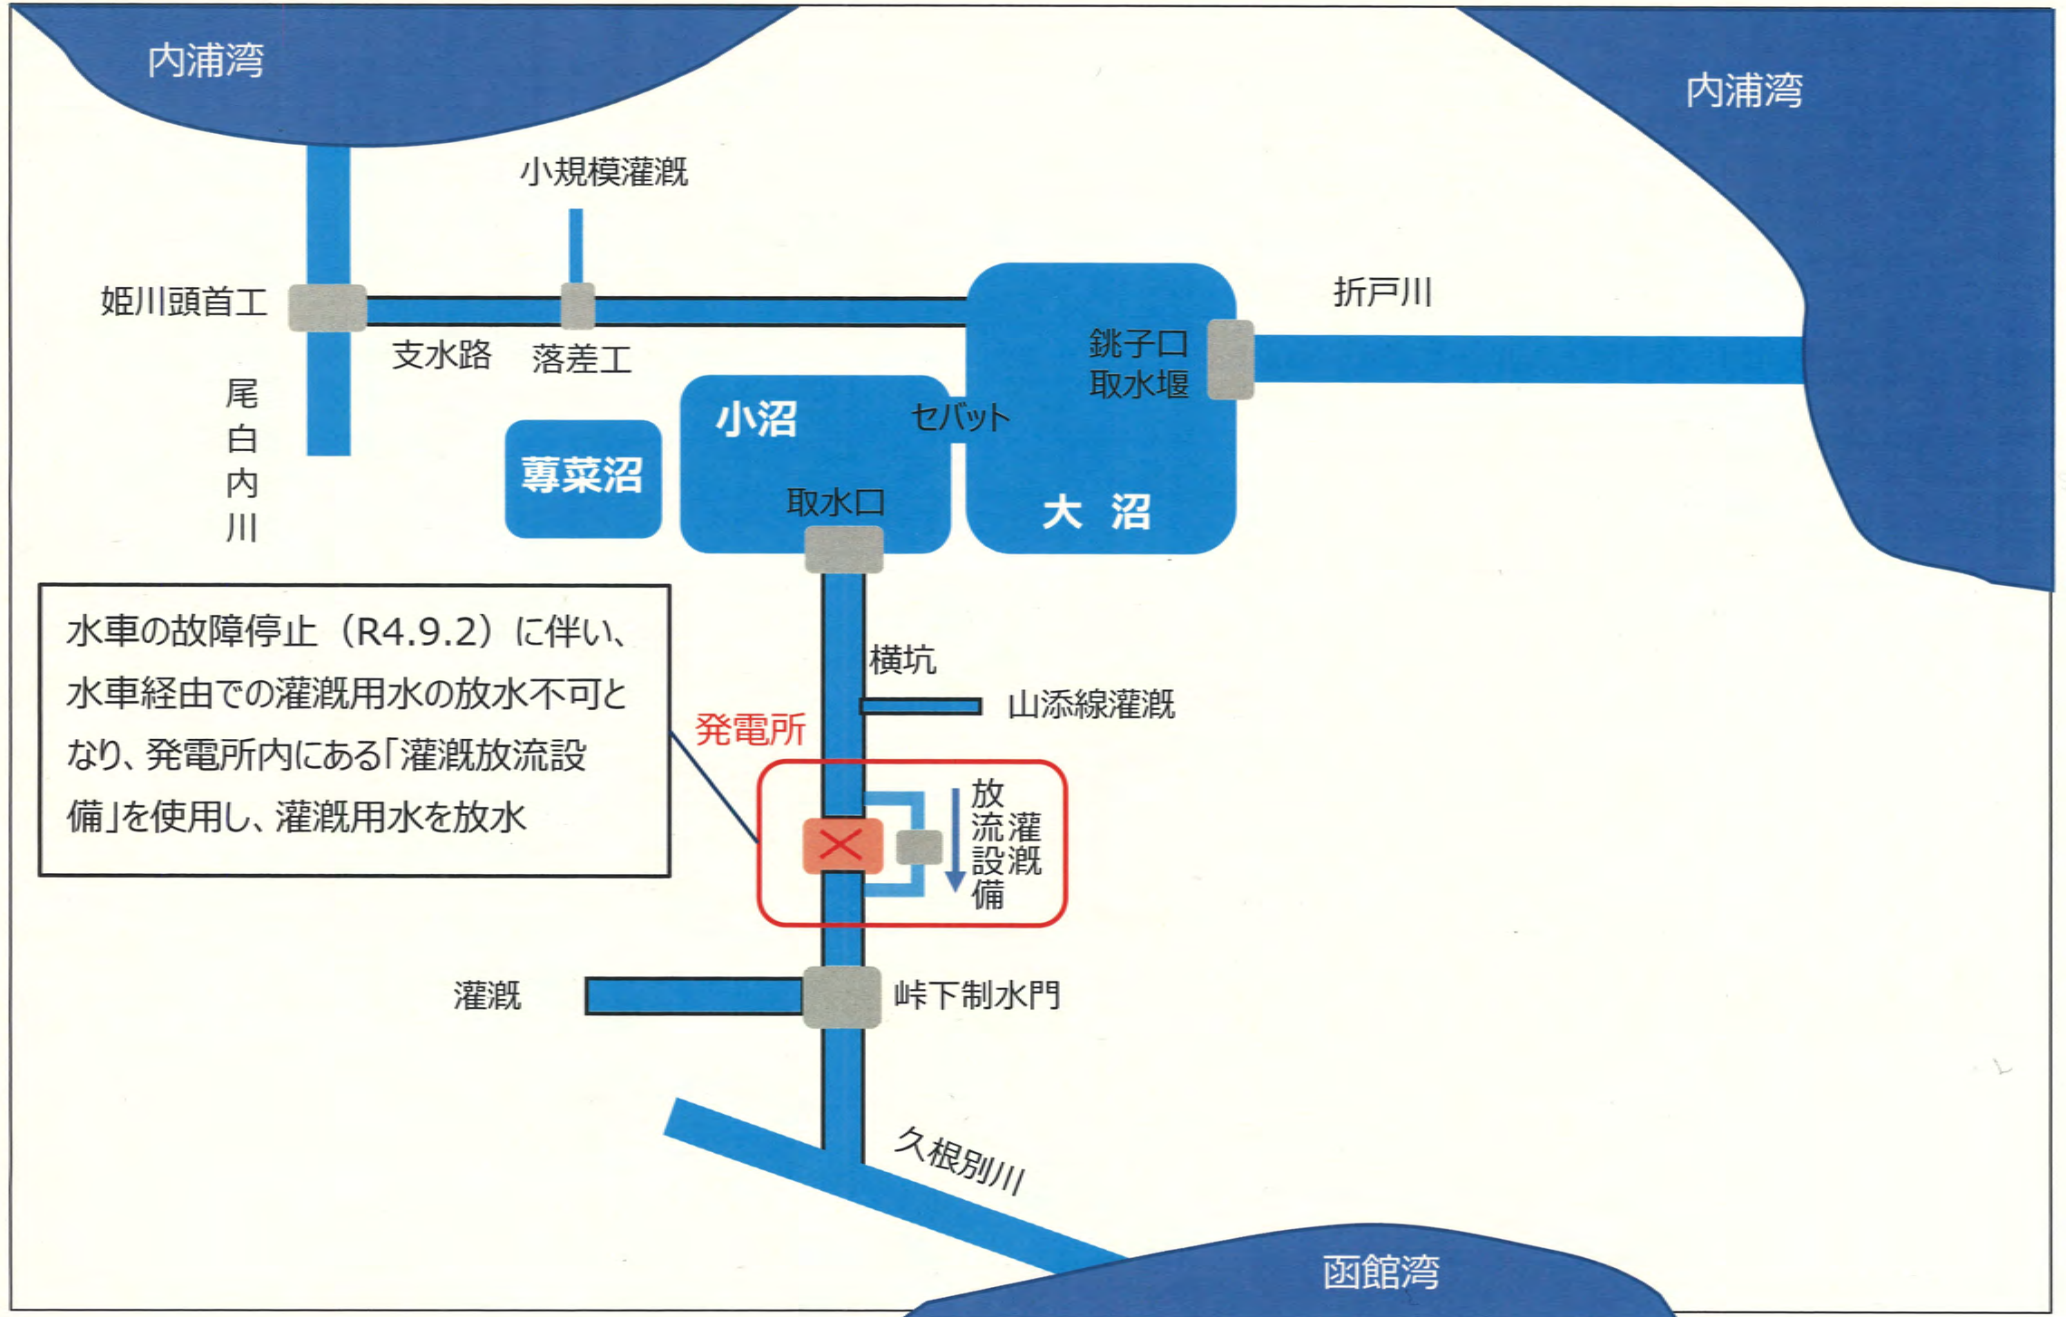 内浦湾
内浦湾
小規模灌漑
姫川頭首工
支水路
落差工
尾白内川
折戸川
銚子口
取水堰
小沼
セバット
蓴菜沼
取水口
大 沼
水車の故障停止（R4.9.2）に伴い、
水車経由での灌漑用水の放水不可と
なり、発電所内にある「灌漑放流設
備」を使用し、灌漑用水を放水
横坑
山添線灌漑
発電所
灌漑
放流設備
灌漑
峠下制水門
久根別川
函館湾